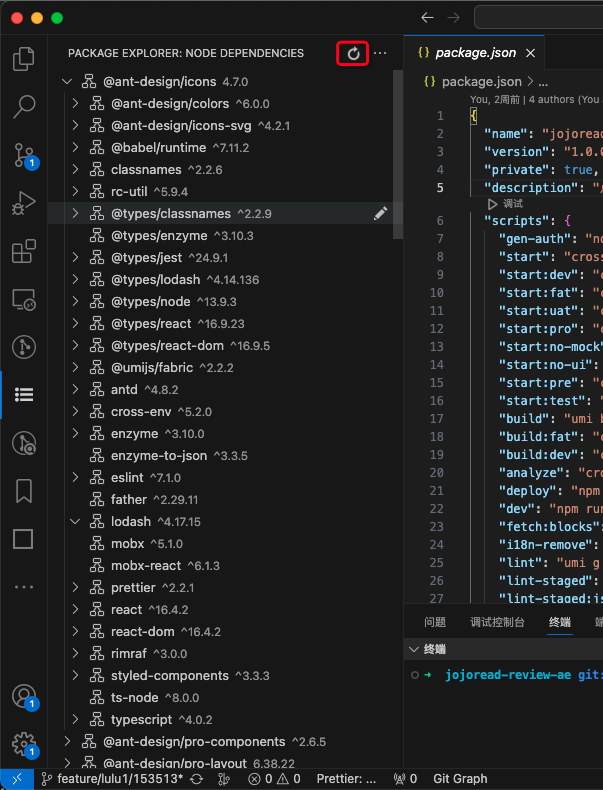 PACKAGE EXPLORER: NODE DEPENDENCIES
@ant-design/icons 4.7.0
@ant-design/colors ^6.0.0
@ant-design/icons-svg ^4.2.1
@babel/runtime ^7.11.2
classnames ^2.2.6
rc-util ^5.9.4
@types/classnames ^2.2.9
@types/enzyme ^3.10.3
@types/jest ^24.9.1
@types/lodash ^4.14.136
@types/node ^13.9.3
@types/react ^16.9.23
@types/react-dom ^16.9.5
@umijs/fabric ^2.2.2
antd ^4.8.2
cross-env ^5.2.0
enzyme ^3.10.0
enzyme-to-json ^3.3.5
eslint ^7.1.0
father ^2.29.11
lodash ^4.17.15
mobx ^5.1.0
mobx-react ^6.1.3
prettier ^2.2.1
react ^16.4.2
react-dom ^16.4.2
rimraf ^3.0.0
styled-components ^3.3.3
ts-node ^8.0.0
typescript ^4.0.2
@ant-design/pro-components ^2.6.5
@ant-design/pro-layout 6.38.22
1
1
1
{} package.json
{} package.json > ...
You, 2周前 | 4 authors (You
1 {
2 "name": "jojoread
3 "version": "1.0.0
4 "private": true,
5 "description": "
调试
6 "scripts": {
7 "gen-auth": "no
8 "start": "cross
9 "start:dev": "c
10 "start:fat": "c
11 "start:uat": "c
12 "start:pro": "c
13 "start:no-mock"
14 "start:no-ui":
15 "start:pre": "c
16 "start:test": "
17 "build": "umi b
18 "build:fat": "c
19 "build:dev": "c
20 "analyze": "cro
21 "deploy": "npm
22 "dev": "npm run
23 "fetch:blocks":
24 "i18n-remove":
25 "lint": "umi g
26 "lint-staged":
27 "lint-staged:js
问题 调试控制台 终端
终端
jojoread-review-ae git:
feature/lulu1/153513* 0 0 Prettier: ... 0 Git Graph